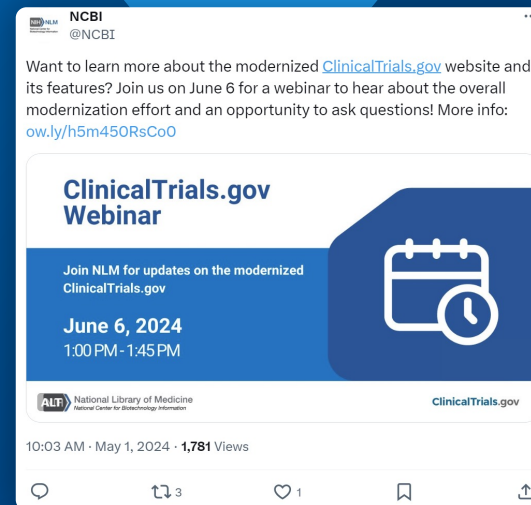 NCBI
@NCBI
Want to learn more about the modernized ClinicalTrials.gov website and
its features? Join us on June 6 for a webinar to hear about the overall
modernization effort and an opportunity to ask questions! More info:
ow.ly/h5m450RsCo0
ClinicalTrials.gov
Webinar
Join NLM for updates on the modernized
ClinicalTrials.gov
June 6, 2024
1:00 PM - 1:45 PM
ALT
National Library of Medicine
National Center for Biotechnology Information
ClinicalTrials.gov
10:03 AM · May 1, 2024 · 1,781 Views
3
1